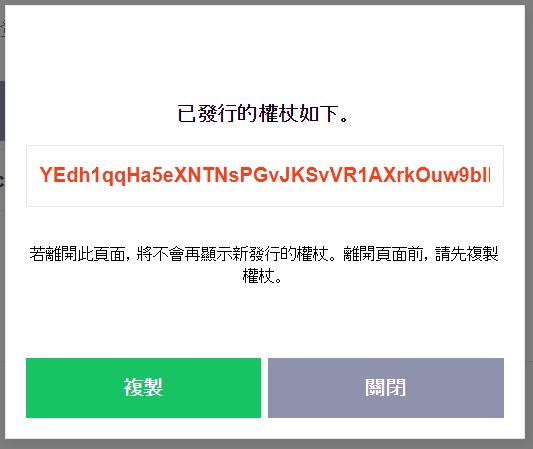 已發行的權杖如下。
YEdh1qqHa5eXNTNsPGvJKSvVR1AXrkOuw9bII
若離開此頁面，將不會再顯示新發行的權杖。離開頁面前，請先複製
權杖。
複製
關閉